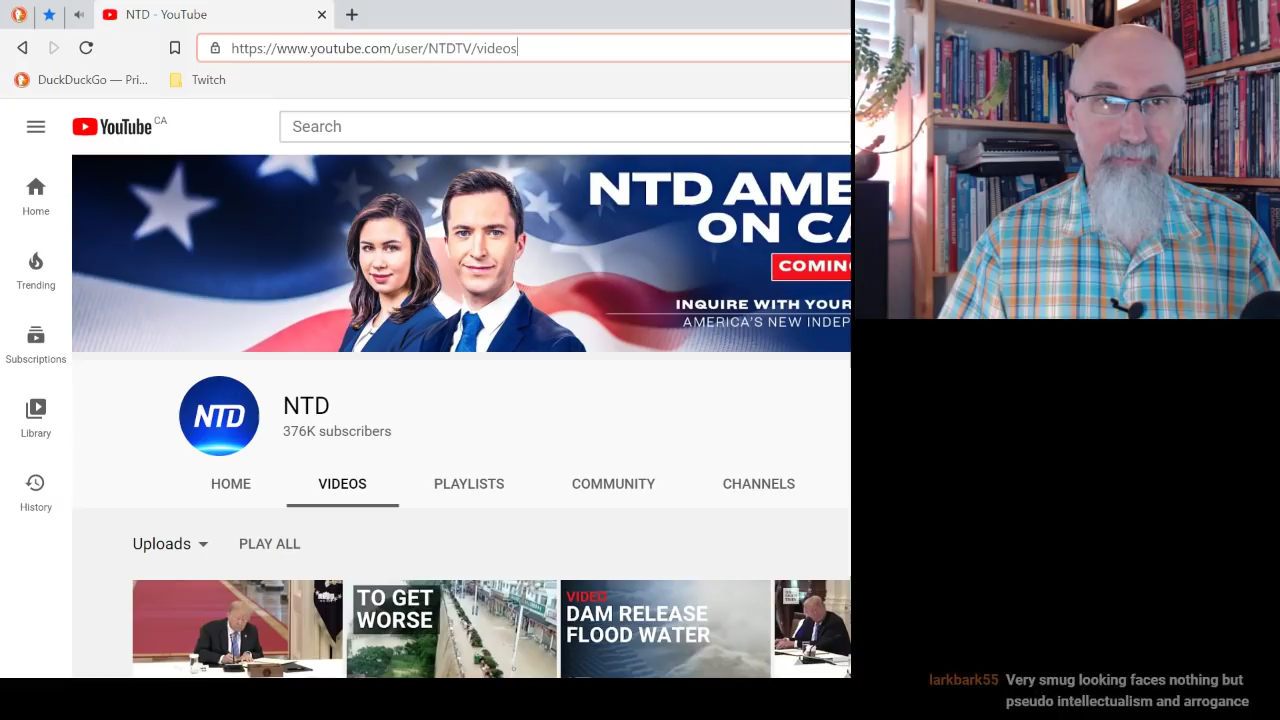 NTD - YouTube
https://www.youtube.com/user/NTDTV/videos
DuckDuckGo — Pri...
Twitch
YouTube CA
Search
Home
Trending
Subscriptions
Library
History
NTD AME
ON CA
COMING
INQUIRE WITH YOUR
AMERICA'S NEW INDEP
NTD
NTD
376K subscribers
HOME
VIDEOS
PLAYLISTS
COMMUNITY
CHANNELS
Uploads
PLAY ALL
TO GET
WORSE
VIDEO
DAM RELEASE
FLOOD WATER
larkbark55 Very smug looking faces nothing but
pseudo intellectualism and arrogance